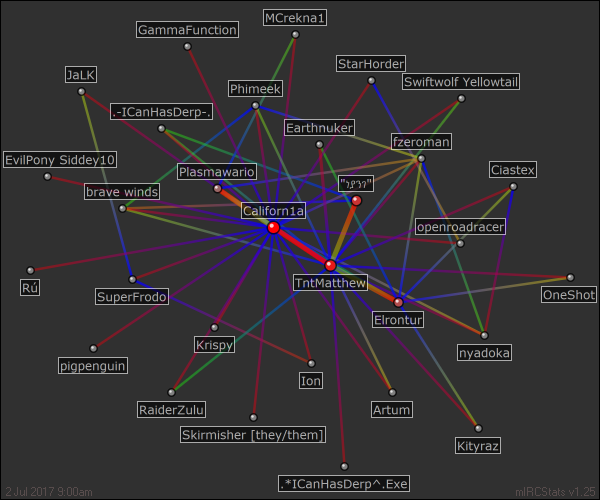 MCrekna1
GammaFunction
StarHorder
JaLK
Swiftwolf Yellowtail
Phimeek
.-ICanHasDerp-.
Earthnuker
fzeroman
EvilPony Siddey10
Plasmawario
Ciastex
brave winds
Californ1a
openroadracer
TntMatthew
OneShot
Rú
SuperFrodo
Elrontur
Krispy
nyadoka
pigpenguin
Ion
RaiderZulu
Artum
Skirmisher [they/them]
Kityraz
.*ICanHasDerp^.Exe
2 Jul 2017 9:00am
mIRCStats v1.25